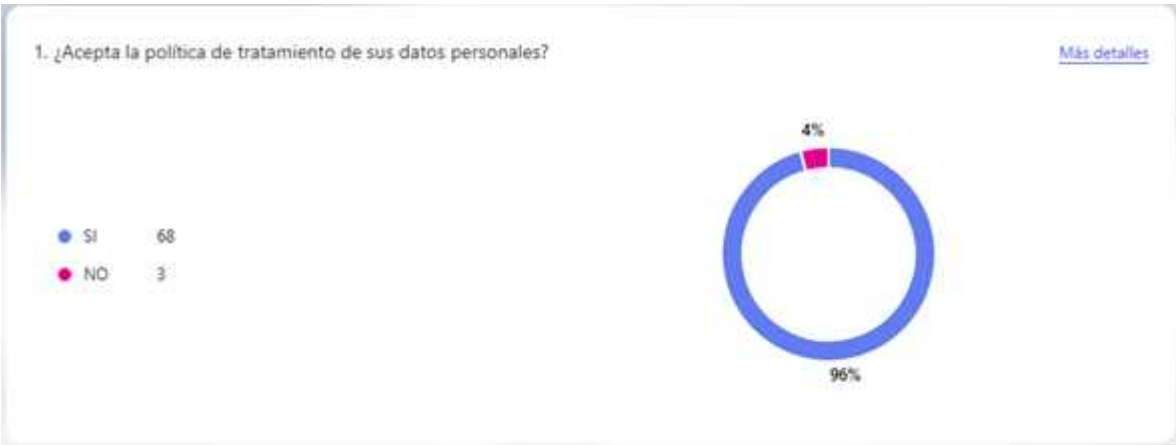 1. ¿Acepta la política de tratamiento de sus datos personales?
Más detalles
4%
SI 68
NO 3
96%